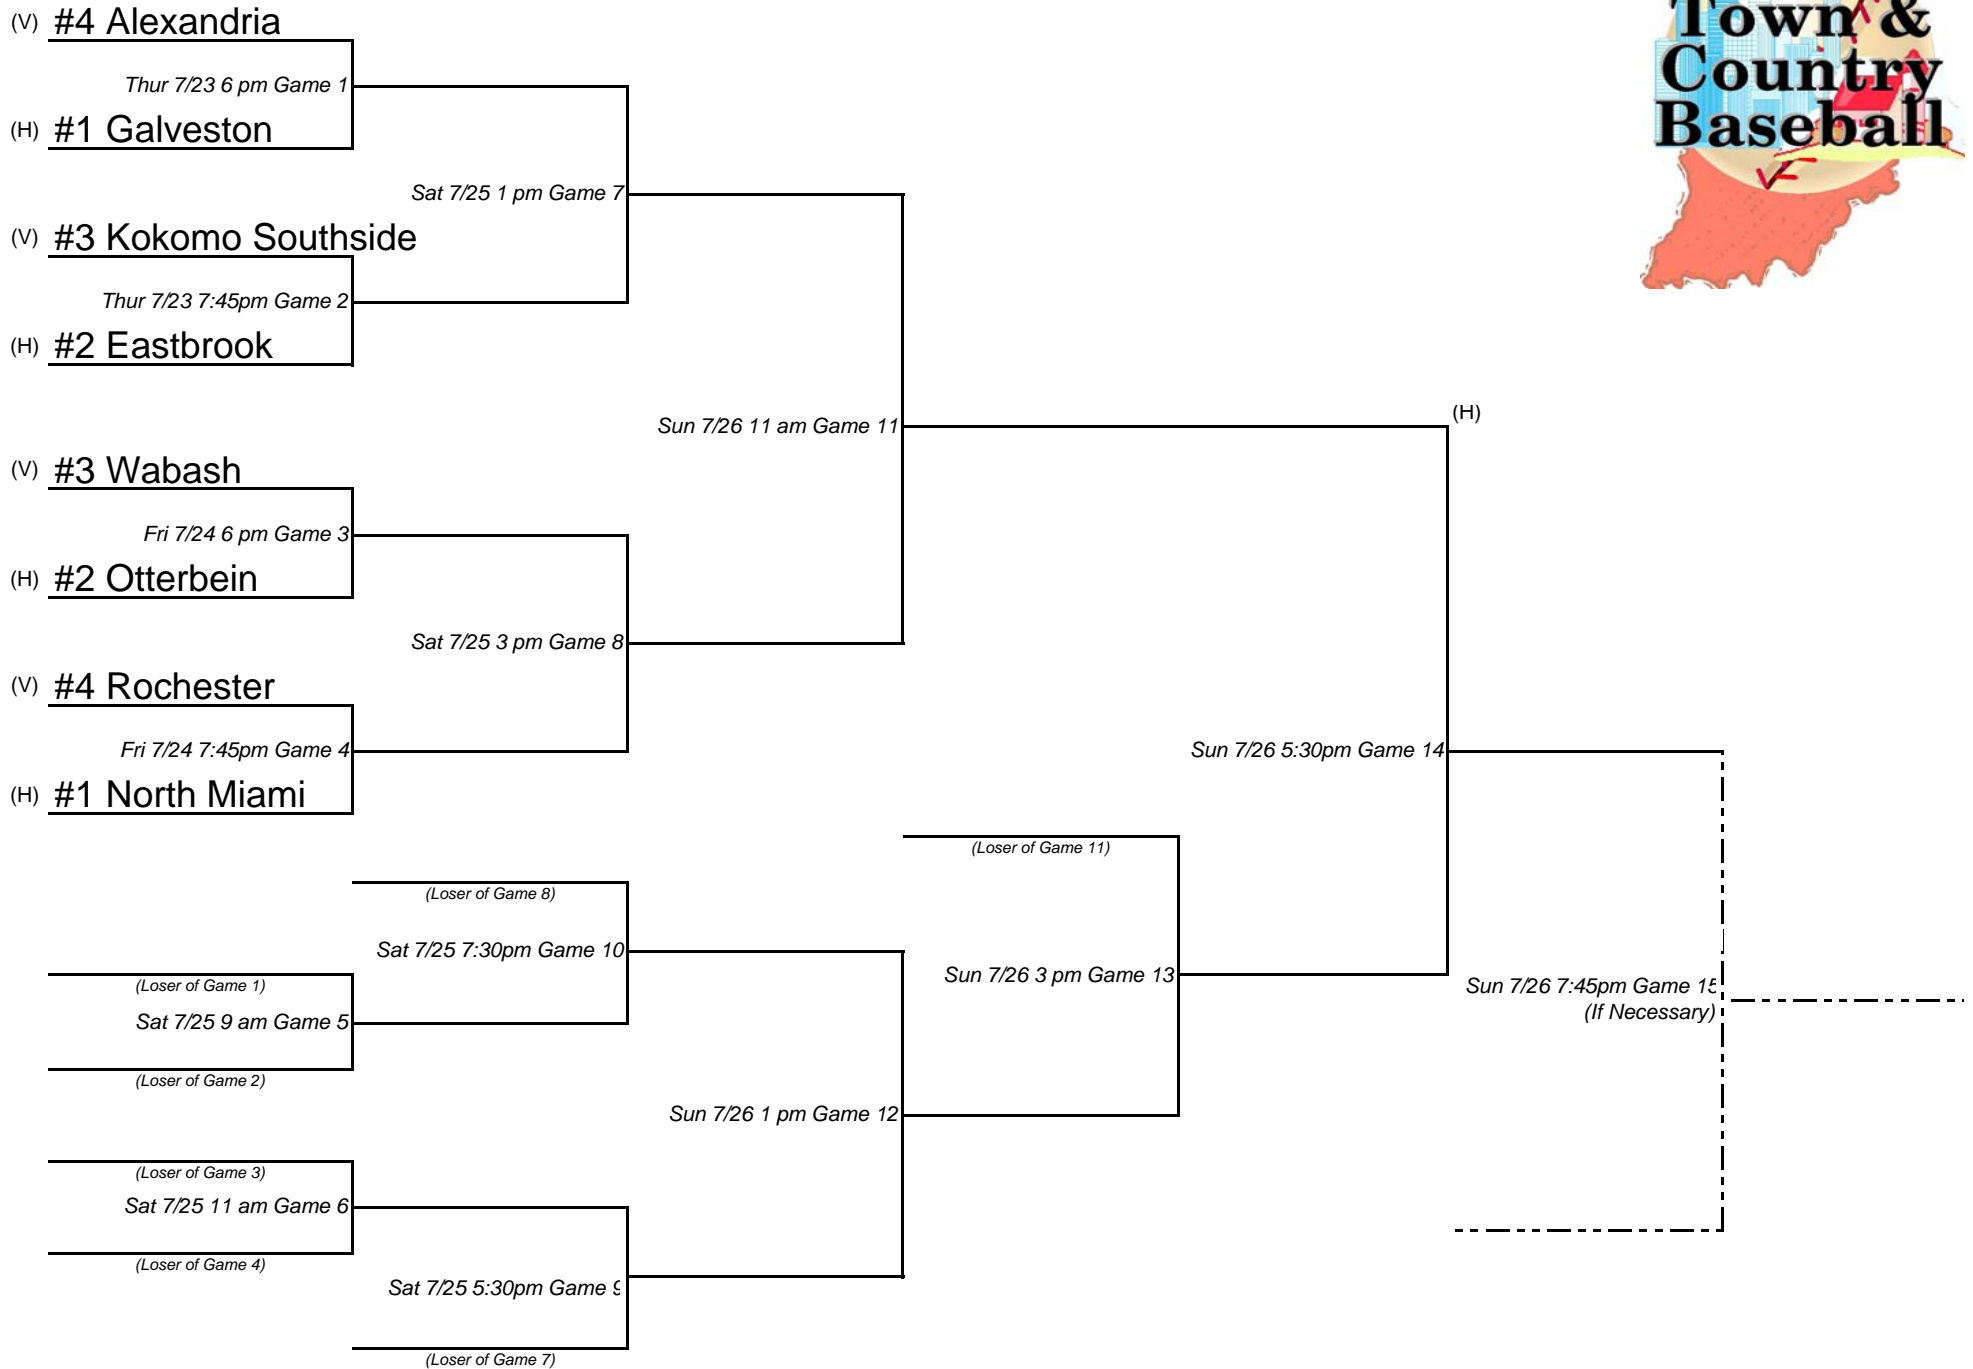 (V) #4 Alexandria
Town &
Country
Baseball
Thur 7/23 6 pm Game 1
(H) #1 Galveston
Sat 7/25 1 pm Game 7
(V) #3 Kokomo Southside
Thur 7/23 7:45pm Game 2
(H) #2 Eastbrook
(H)
Sun 7/26 11 am Game 11
(V) #3 Wabash
Fri 7/24 6 pm Game 3
(H) #2 Otterbein
Sat 7/25 3 pm Game 8
(V) #4 Rochester
Fri 7/24 7:45pm Game 4
Sun 7/26 5:30pm Game 14
(H) #1 North Miami
(Loser of Game 11)
(Loser of Game 8)
Sat 7/25 7:30pm Game 10
Sun 7/26 3 pm Game 13
(Loser of Game 1)
Sun 7/26 7:45pm Game 15
(If Necessary)
Sat 7/25 9 am Game 5
(Loser of Game 2)
Sun 7/26 1 pm Game 12
(Loser of Game 3)
Sat 7/25 11 am Game 6
(Loser of Game 4)
Sat 7/25 5:30pm Game 9
(Loser of Game 7)